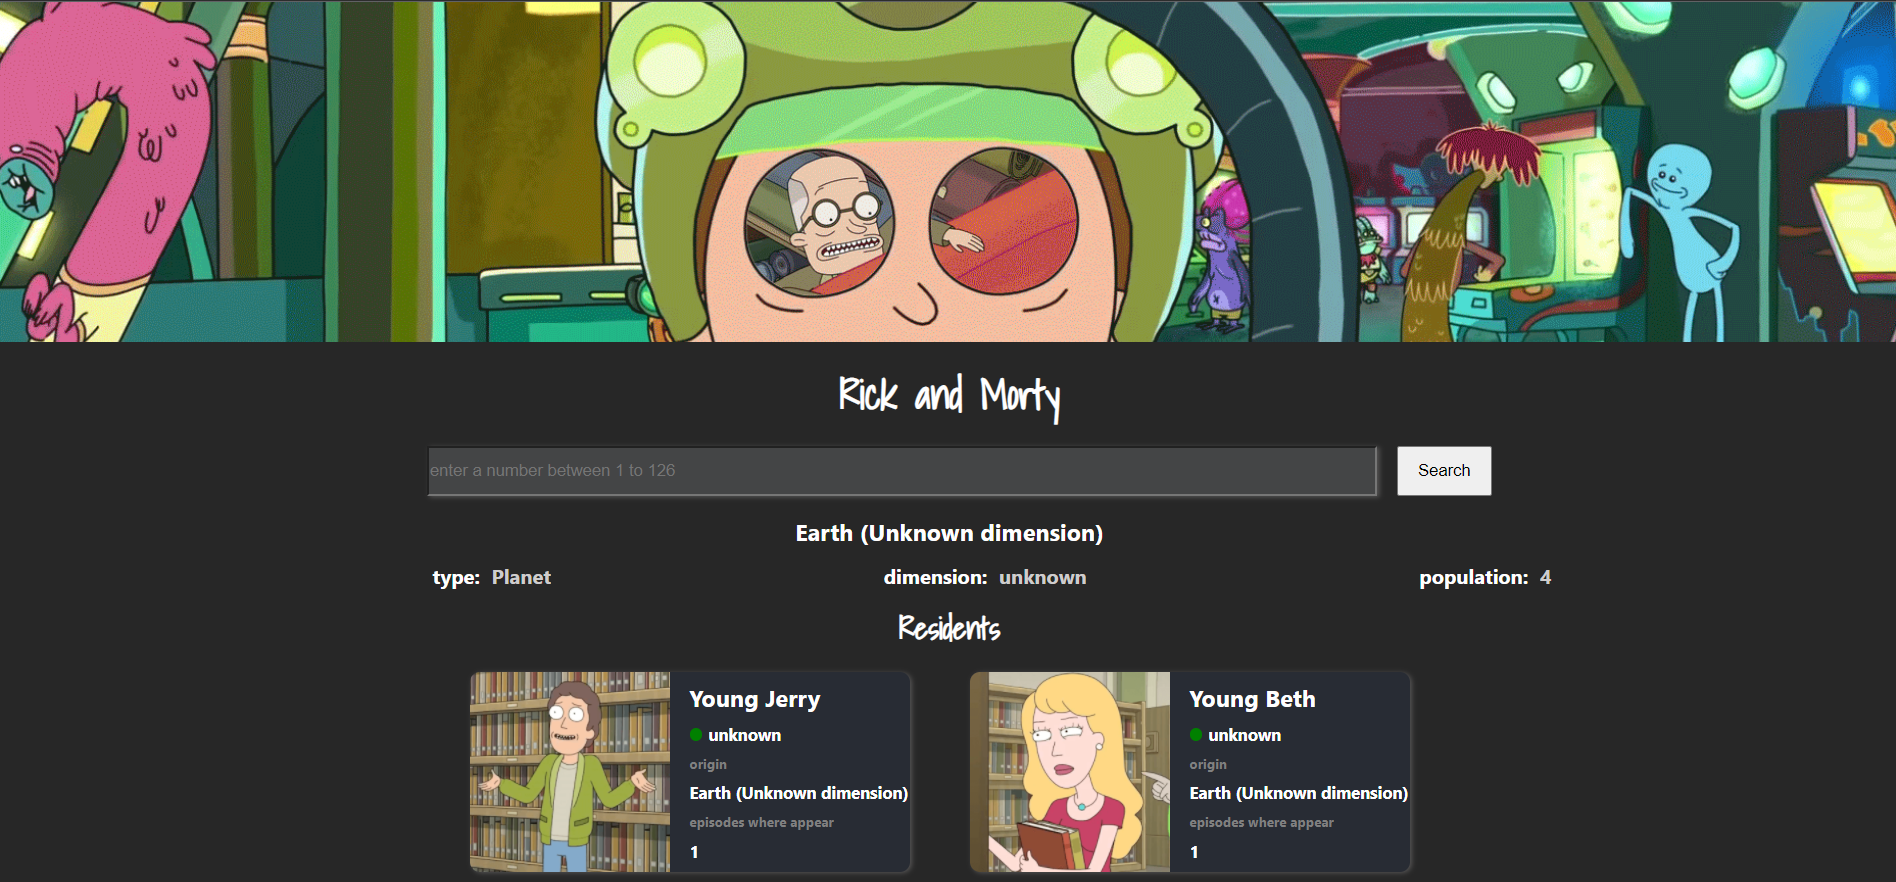 Rick and Morty
enter a number between 1 to 126
Search
Earth (Unknown dimension)
type: Planet
dimension: unknown
population: 4
Residents
Young Jerry
unknown
origin
Earth (Unknown dimension)
episodes where appear
1
Young Beth
unknown
origin
Earth (Unknown dimension)
episodes where appear
1